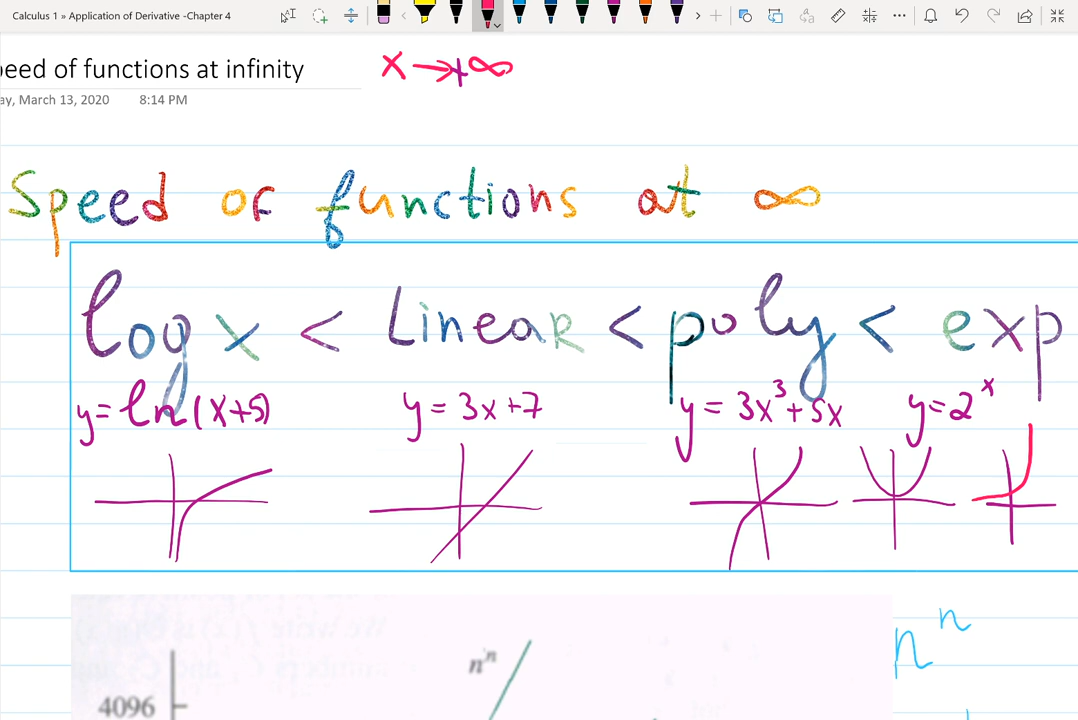 Calculus 1 » Application of Derivative -Chapter 4
peed of functions at infinity
x → +∞
ay, March 13, 2020 8:14 PM
Speed of functions at ∞
log x < Linear < poly < exp
y = ln(x+5) y = 3x+7 y = 3x³+5x y = 2ˣ
nⁿ
nⁿ
4096